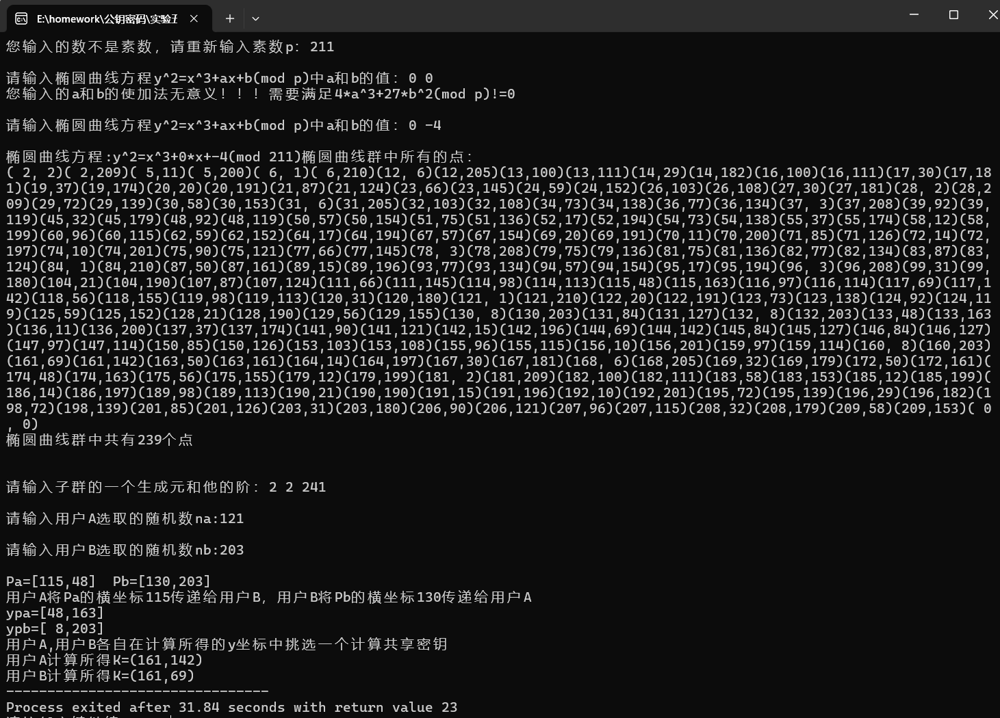 E:\homework\公钥密码\实验五
您输入的数不是素数，请重新输入素数p：211
请输入椭圆曲线方程y^2=x^3+ax+b(mod p)中a和b的值：0 0
您输入的a和b的使加法无意义！！！需要满足4*a^3+27*b^2(mod p)!=0
请输入椭圆曲线方程y^2=x^3+ax+b(mod p)中a和b的值：0 -4
椭圆曲线方程:y^2=x^3+0*x+-4(mod 211)椭圆曲线群中所有的点：
( 2, 2)( 2,209)( 5,11)( 5,200)( 6, 1)( 6,210)(12, 6)(12,205)(13,100)(13,111)(14,29)(14,182)(16,100)(16,111)(17,30)(17,18
1)(19,37)(19,174)(20,20)(20,191)(21,87)(21,124)(23,66)(23,145)(24,59)(24,152)(26,103)(26,108)(27,30)(27,181)(28, 2)(28,2
09)(29,72)(29,139)(30,58)(30,153)(31, 6)(31,205)(32,103)(32,108)(34,73)(34,138)(36,77)(36,134)(37, 3)(37,208)(39,92)(39,
119)(45,32)(45,179)(48,92)(48,119)(50,57)(50,154)(51,75)(51,136)(52,17)(52,194)(54,73)(54,138)(55,37)(55,174)(58,12)(58,
199)(60,96)(60,115)(62,59)(62,152)(64,17)(64,194)(67,57)(67,154)(69,20)(69,191)(70,11)(70,200)(71,85)(71,126)(72,14)(72,
197)(74,10)(74,201)(75,90)(75,121)(77,66)(77,145)(78, 3)(78,208)(79,75)(79,136)(81,75)(81,136)(82,77)(82,134)(83,87)(83,
124)(84, 1)(84,210)(87,50)(87,161)(89,15)(89,196)(93,77)(93,134)(94,57)(94,154)(95,17)(95,194)(96, 3)(96,208)(99,31)(99,
180)(104,21)(104,190)(107,87)(107,124)(111,66)(111,145)(114,98)(114,113)(115,48)(115,163)(116,97)(116,114)(117,69)(117,1
42)(118,56)(118,155)(119,98)(119,113)(120,31)(120,180)(121, 1)(121,210)(122,20)(122,191)(123,73)(123,138)(124,92)(124,11
9)(125,59)(125,152)(128,21)(128,190)(129,56)(129,155)(130, 8)(130,203)(131,84)(131,127)(132, 8)(132,203)(133,48)(133,163
)(136,11)(136,200)(137,37)(137,174)(141,90)(141,121)(142,15)(142,196)(144,69)(144,142)(145,84)(145,127)(146,84)(146,127)
(147,97)(147,114)(150,85)(150,126)(153,103)(153,108)(155,96)(155,115)(156,10)(156,201)(159,97)(159,114)(160, 8)(160,203)
(161,69)(161,142)(163,50)(163,161)(164,14)(164,197)(167,30)(167,181)(168, 6)(168,205)(169,32)(169,179)(172,50)(172,161)(
174,48)(174,163)(175,56)(175,155)(179,12)(179,199)(181, 2)(181,209)(182,100)(182,111)(183,58)(183,153)(185,12)(185,199)(
186,14)(186,197)(189,98)(189,113)(190,21)(190,190)(191,15)(191,196)(192,10)(192,201)(195,72)(195,139)(196,29)(196,182)(1
98,72)(198,139)(201,85)(201,126)(203,31)(203,180)(206,90)(206,121)(207,96)(207,115)(208,32)(208,179)(209,58)(209,153)( 0
, 0)
椭圆曲线群中共有239个点
请输入子群的一个生成元和他的阶：2 2 241
请输入用户A选取的随机数na:121
请输入用户B选取的随机数nb:203
Pa=[115,48]  Pb=[130,203]
用户A将Pa的横坐标115传递给用户B，用户B将Pb的横坐标130传递给用户A
ypa=[48,163]
ypb=[ 8,203]
用户A,用户B各自在计算所得的y坐标中挑选一个计算共享密钥
用户A计算所得K=(161,142)
用户B计算所得K=(161,69)
--------------------------------
Process exited after 31.84 seconds with return value 23